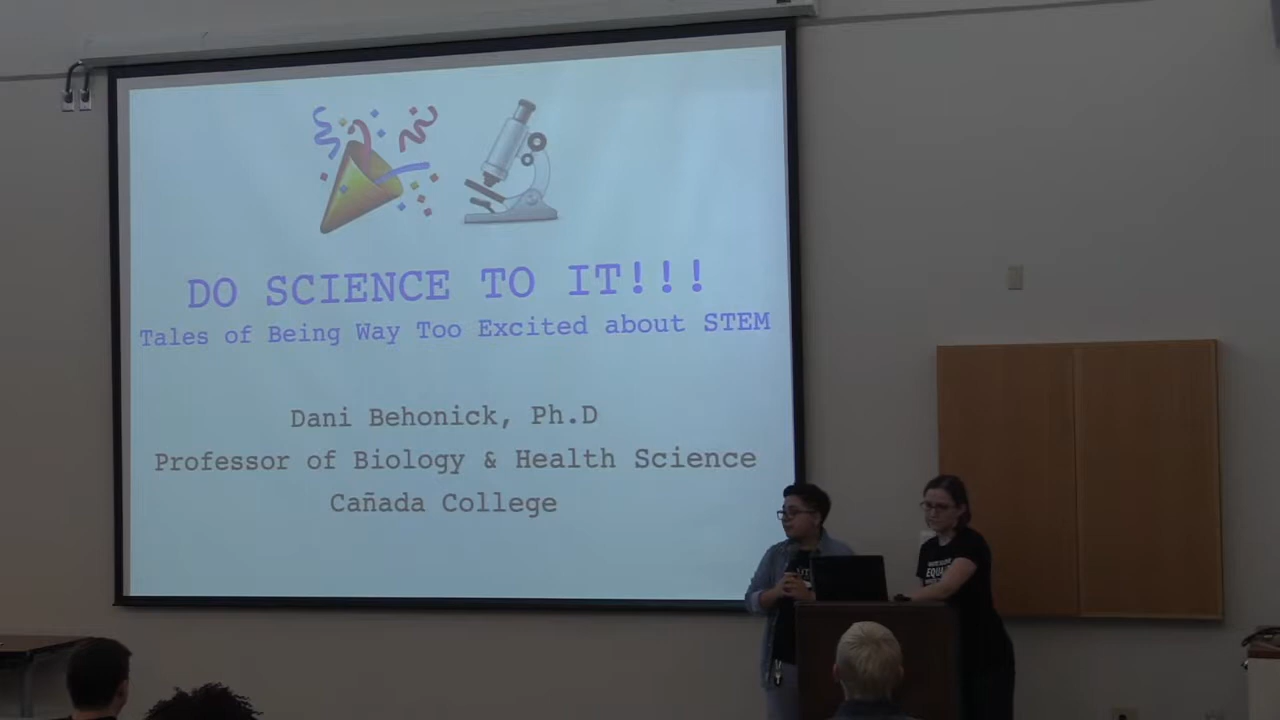 DO SCIENCE TO IT!!!
Tales of Being Way Too Excited about STEM
Dani Behonick, Ph.D
Professor of Biology & Health Science
Cañada College